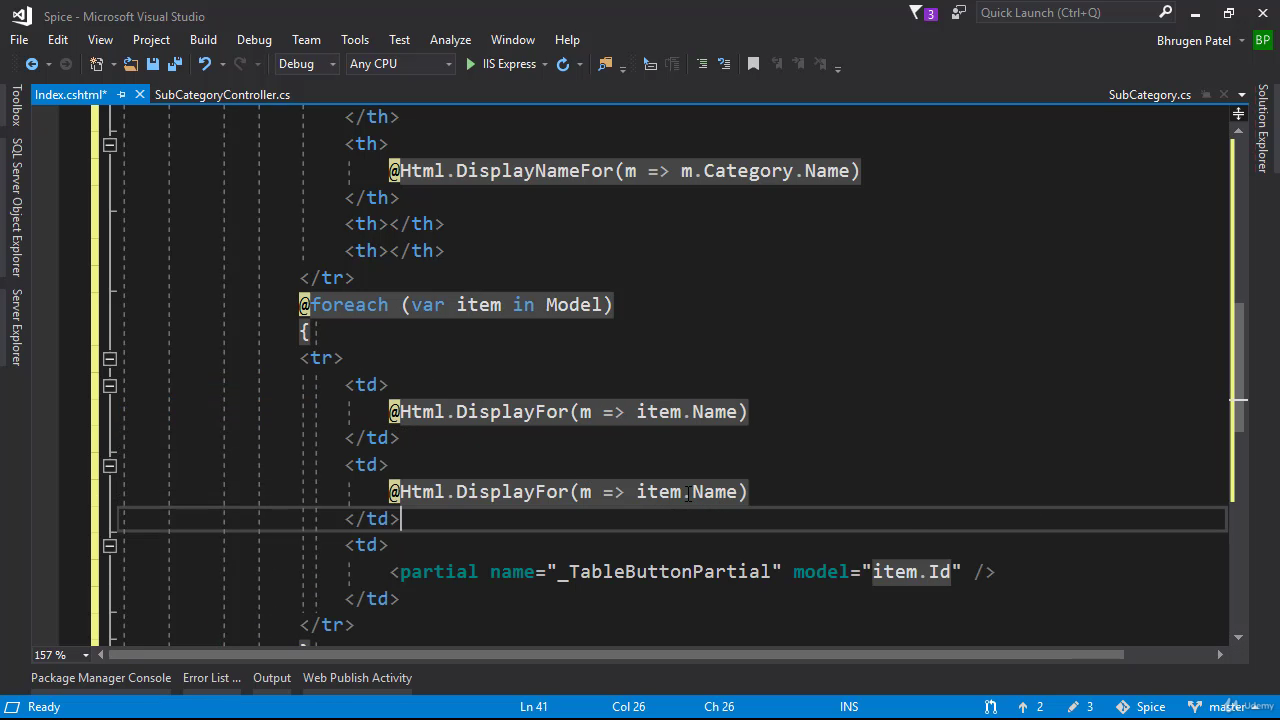 Spice - Microsoft Visual Studio
3
Quick Launch (Ctrl+Q)
File Edit View Project Build Debug Team Tools Test Analyze Window Help
Bhrugen Patel BP
Debug Any CPU IIS Express
Index.cshtml* SubCategoryController.cs SubCategory.cs
Toolbox
SQL Server Object Explorer
Server Explorer
Solution Explorer
</th>
<th>
@Html.DisplayNameFor(m => m.Category.Name)
</th>
<th></th>
<th></th>
</tr>
@foreach (var item in Model)
{
<tr>
<td>
@Html.DisplayFor(m => item.Name)
</td>
<td>
@Html.DisplayFor(m => item.Name)
</td>
<td>
<partial name="_TableButtonPartial" model="item.Id" />
</td>
</tr>
157 %
Package Manager Console Error List ... Output Web Publish Activity
Ready Ln 41 Col 26 Ch 26 INS 2 3 Spice master
Udemy